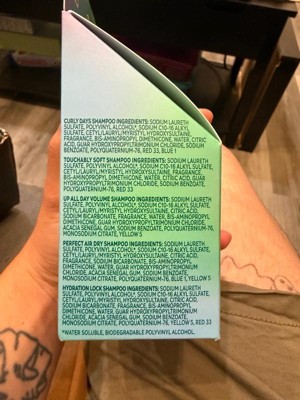 CURLY DAYS SHAMPOO INGREDIENTS: SODIUM LAURETH
SULFATE, POLYVINYL ALCOHOL*, SODIUM C10-16 ALKYL
SULFATE, CETYL/LAURYL/MYRISTYL HYDROXYSULTAINE,
FRAGRANCE, BIS-AMINOPROPYL DIMETHICONE, WATER, CITRIC
ACID, GUAR HYDROXYPROPYLTRIMONIUM CHLORIDE, SODIUM
BENZOATE, POLYQUATERNIUM-76, RED 33, BLUE 1
TOUCHABLY SOFT SHAMPOO INGREDIENTS: SODIUM LAURETH
SULFATE, POLYVINYL ALCOHOL*, SODIUM C10-16 ALKYL SULFATE,
CETYL/LAURYL/MYRISTYL HYDROXYSULTAINE, FRAGRANCE,
BIS-AMINOPROPYL DIMETHICONE, WATER, CITRIC ACID, GUAR
HYDROXYPROPYLTRIMONIUM CHLORIDE, SODIUM BENZOATE,
POLYQUATERNIUM-76, RED 33
UP ALL DAY VOLUME SHAMPOO INGREDIENTS: SODIUM LAURETH
SULFATE, POLYVINYL ALCOHOL*, SODIUM C10-16 ALKYL SULFATE,
CETYL/LAURYL/MYRISTYL HYDROXYSULTAINE, CITRIC ACID,
SODIUM BICARBONATE, FRAGRANCE, WATER, BIS-AMINOPROPYL
DIMETHICONE, GUAR HYDROXYPROPYLTRIMONIUM CHLORIDE,
ACACIA SENEGAL GUM, SODIUM BENZOATE, POLYQUATERNIUM-76,
MONOSODIUM CITRATE, YELLOW 5
PERFECT AIR DRY SHAMPOO INGREDIENTS: SODIUM LAURETH
SULFATE, POLYVINYL ALCOHOL*, SODIUM C10-16 ALKYL SULFATE,
CETYL/LAURYL/MYRISTYL HYDROXYSULTAINE, CITRIC ACID,
SODIUM BICARBONATE, FRAGRANCE, BIS-AMINOPROPYL
DIMETHICONE, WATER, GUAR HYDROXYPROPYLTRIMONIUM
CHLORIDE, ACACIA SENEGAL GUM, SODIUM BENZOATE,
POLYQUATERNIUM-76, MONOSODIUM CITRATE, BLUE 1, YELLOW 5
HYDRATION LOCK SHAMPOO INGREDIENTS: SODIUM LAURETH
SULFATE, POLYVINYL ALCOHOL*, SODIUM C10-16 ALKYL SULFATE,
CETYL/LAURYL/MYRISTYL HYDROXYSULTAINE, CITRIC ACID,
SODIUM BICARBONATE, FRAGRANCE, BIS-AMINOPROPYL
DIMETHICONE, WATER, GUAR HYDROXYPROPYLTRIMONIUM
CHLORIDE, ACACIA SENEGAL GUM, SODIUM BENZOATE,
MONOSODIUM CITRATE, POLYQUATERNIUM-76, YELLOW 5, RED 33
*WATER SOLUBLE, BIODEGRADABLE POLYVINYL ALCOHOL.